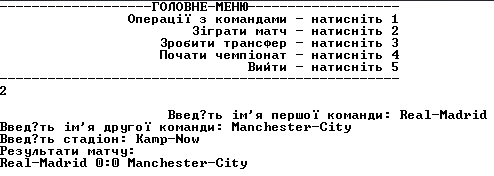 --------------------ГОЛОВНЕ-МЕНЮ--------------------
Операції з командами - натисніть 1
Зіграти матч - натисніть 2
Зробити трансфер - натисніть 3
Почати чемпіонат - натисніть 4
Вийти - натисніть 5
----------------------------------------------------
2
Введ?ть ім'я першої команди: Real-Madrid
Введ?ть ім'я другої команди: Manchester-City
Введ?ть стадіон: Kamp-Now
Результати матчу:
Real-Madrid 0:0 Manchester-City